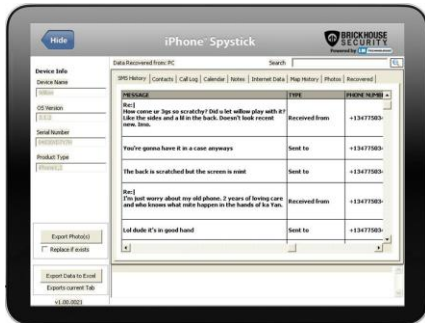 Hide
iPhone Spystick
BRICKHOUSE
SECURITY
Powered by
Device Info
Device Name
Willow
OS Version
Serial Number
Product Type
Data Recovered from: PC
Search
SMS History
Contacts
Call Log
Calendar
Notes
Internet Data
Map History
Photos
Recovered
MESSAGE
TYPE
PHONE NUMBE
Re:]
How come ur 3gs so scratchy? Did u let willow play with it?
Like the sides and a lil in the back. Doesn't look recent
now.
Received from
+13477503
You're gonna have it in a case anyways
Sent to
+13477503
The back is scratched but the screen is mint
Sent to
+13477503
Re:]
I'm just worry about my old phone. 2 years of loving care
and who knows what mite happen in the hands of ka Yan.
Received from
+13477503
Lol dude it's in good hand
Sent to
+13477503
Export Photo(s)
Replace if exists
Export Data to Excel
Exports current Tab
v1.00.0021